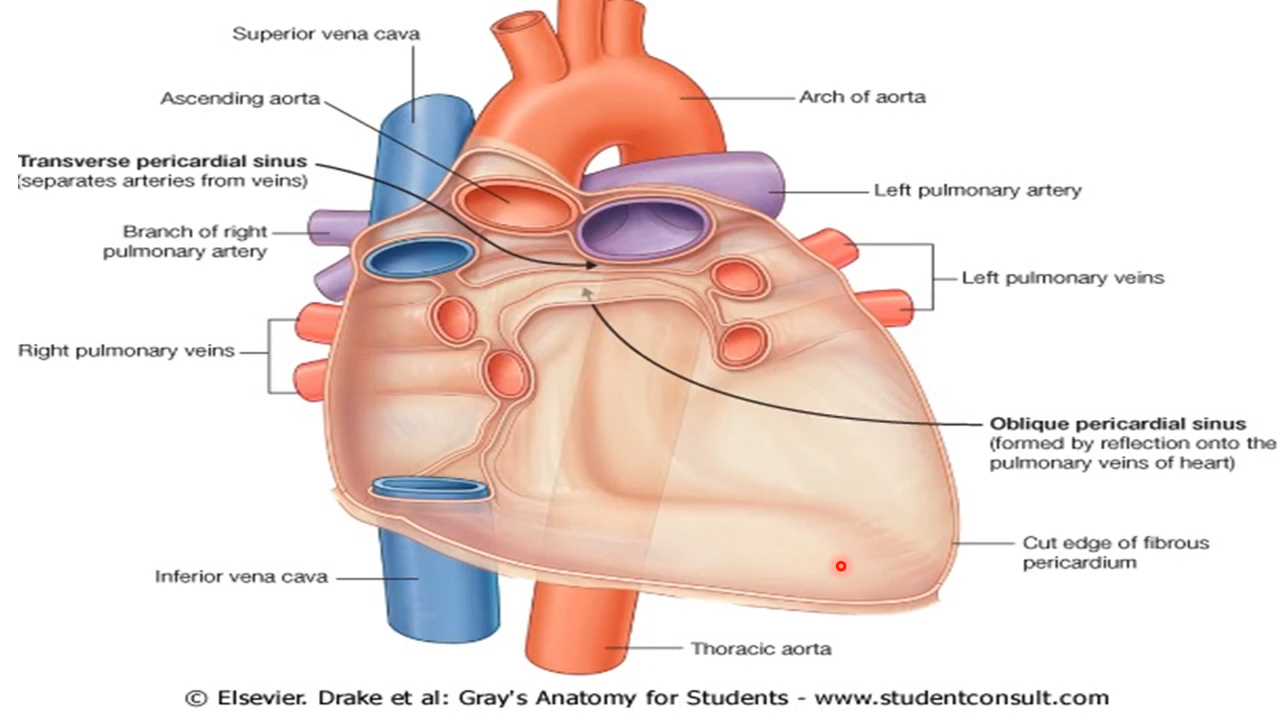 Superior vena cava
Ascending aorta
Arch of aorta
Transverse pericardial sinus
(separates arteries from veins)
Left pulmonary artery
Branch of right
pulmonary artery
Left pulmonary veins
Right pulmonary veins
Oblique pericardial sinus
(formed by reflection onto the
pulmonary veins of heart)
Cut edge of fibrous
pericardium
Inferior vena cava
Thoracic aorta
© Elsevier. Drake et al: Gray's Anatomy for Students - www.studentconsult.com